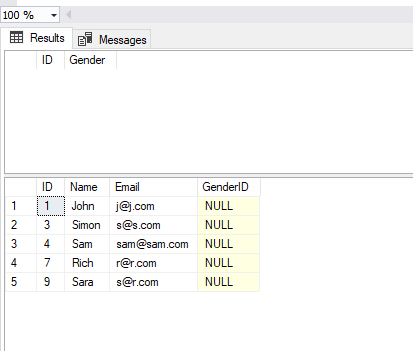 100 %
Results Messages
ID Gender
ID Name Email GenderID
1 1 John j@j.com NULL
2 3 Simon s@s.com NULL
3 4 Sam sam@sam.com NULL
4 7 Rich r@r.com NULL
5 9 Sara s@r.com NULL